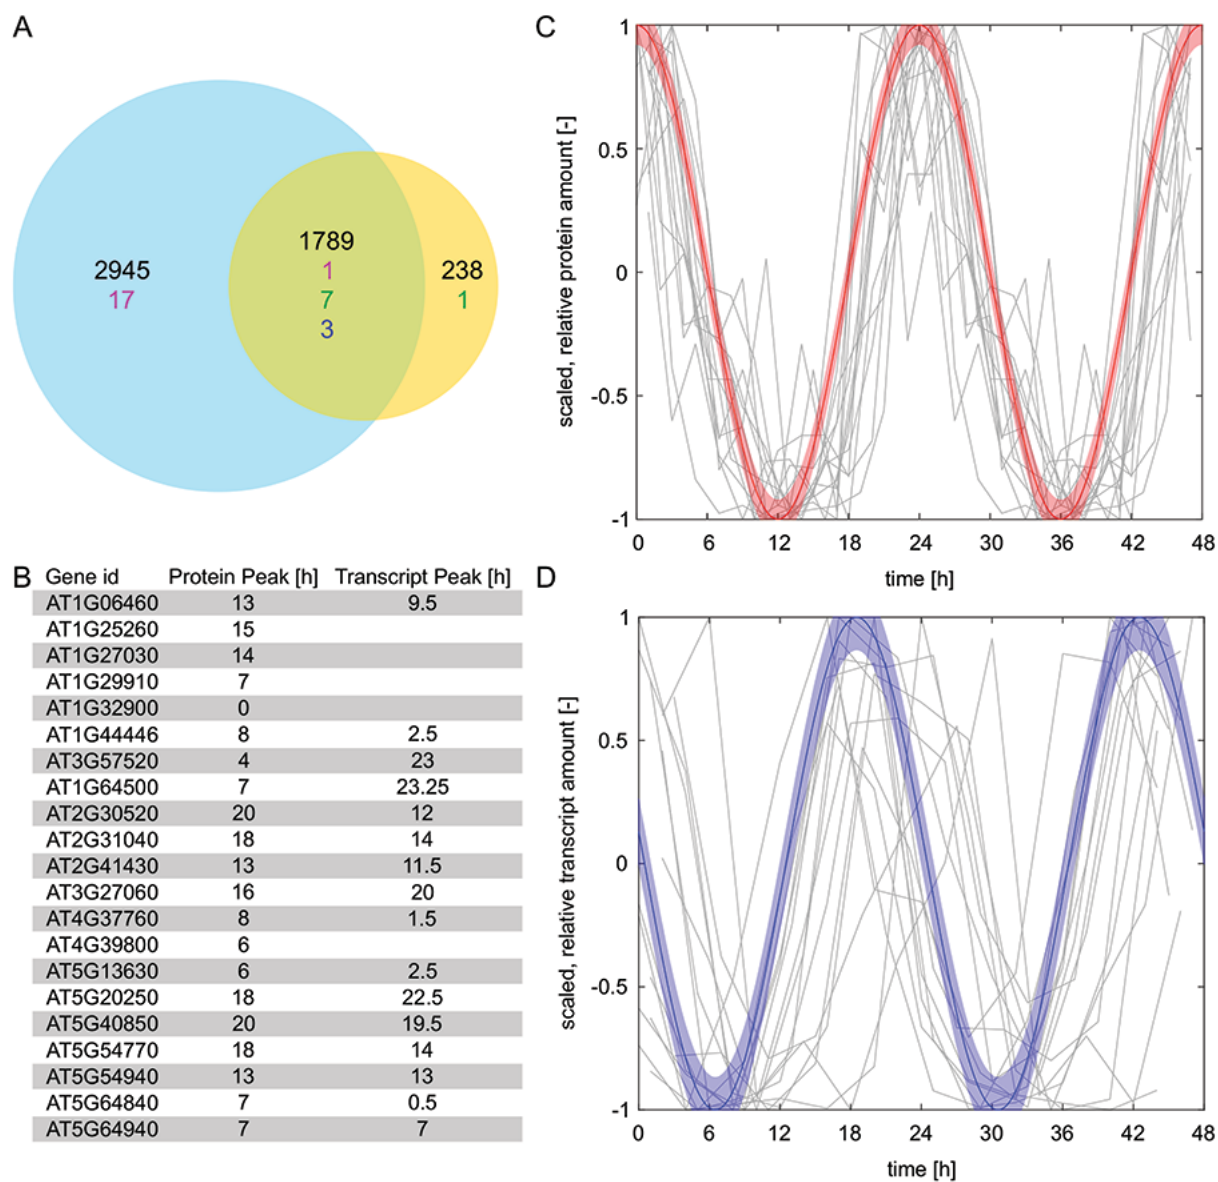 A
2945
17
1789
1
7
3
238
1
B Gene id Protein Peak [h] Transcript Peak [h]
AT1G06460 13 9.5
AT1G25260 15
AT1G27030 14
AT1G29910 7
AT1G32900 0
AT1G44446 8 2.5
AT3G57520 4 23
AT1G64500 7 23.25
AT2G30520 20 12
AT2G31040 18 14
AT2G41430 13 11.5
AT3G27060 16 20
AT4G37760 8 1.5
AT4G39800 6
AT5G13630 6 2.5
AT5G20250 18 22.5
AT5G40850 20 19.5
AT5G54770 18 14
AT5G54940 13 13
AT5G64840 7 0.5
AT5G64940 7 7
C
scaled, relative protein amount [-]
1
0.5
0
-0.5
-1
0 6 12 18 24 30 36 42 48
time [h]
D
scaled, relative transcript amount [-]
1
0.5
0
-0.5
-1
0 6 12 18 24 30 36 42 48
time [h]